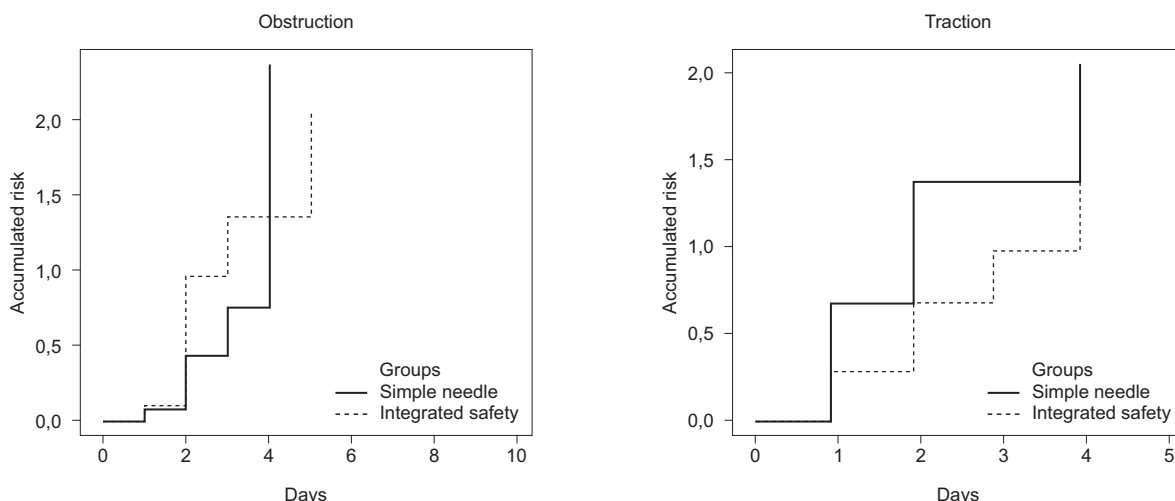 Obstruction
Accumulated risk
2,0
1,5
1,0
0,5
0,0
Groups
Simple needle
Integrated safety
0 2 4 6 8 10
Days
Traction
Accumulated risk
2,0
1,5
1,0
0,5
0,0
Groups
Simple needle
Integrated safety
0 1 2 3 4 5
Days